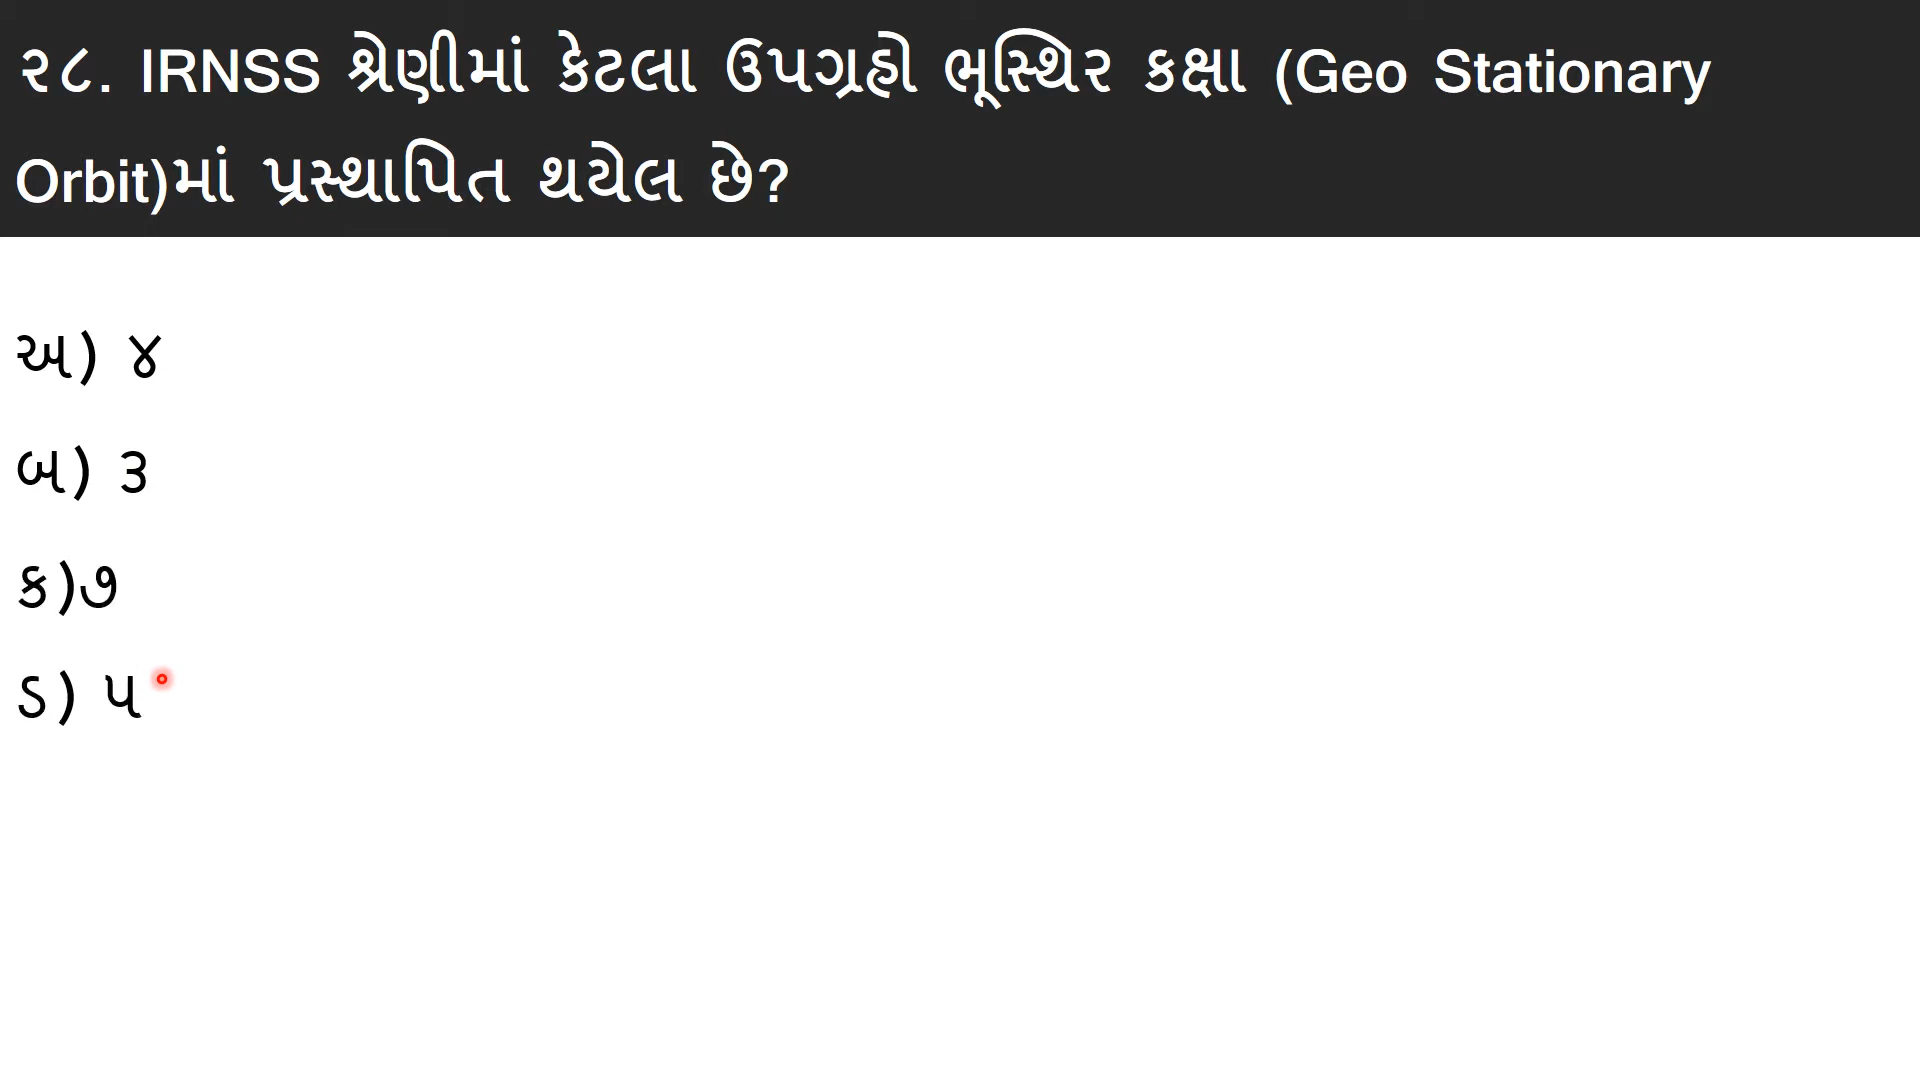 ૨૮. IRNSS શ્રેણીમાં કેટલા ઉપગ્રહો ભૂસ્થિર કક્ષા (Geo Stationary
Orbit)માં પ્રસ્થાપિત થયેલ છે?
અ) ૪
બ) ૩
ક)૭
ડ) ૫